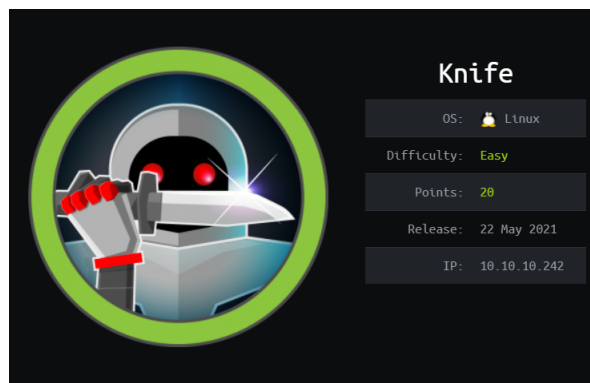 Knife
OS: Linux
Difficulty: Easy
Points: 20
Release: 22 May 2021
IP: 10.10.10.242